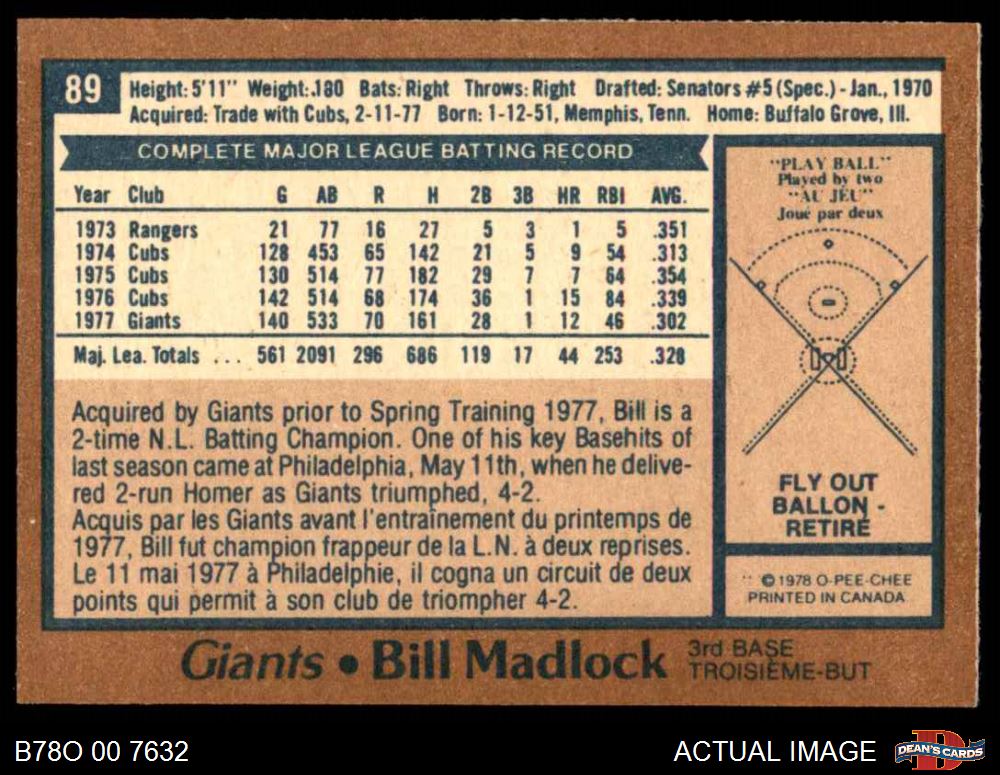 89
Height: 5'11" Weight: 180 Bats: Right Throws: Right Drafted: Senators #5 (Spec.) - Jan., 1970
Acquired: Trade with Cubs, 2-11-77 Born: 1-12-51, Memphis, Tenn. Home: Buffalo Grove, Ill.
COMPLETE MAJOR LEAGUE BATTING RECORD
Year Club G AB R H 2B 3B HR RBI AVG.
1973 Rangers 21 77 16 27 5 3 1 5 .351
1974 Cubs 128 453 65 142 21 5 9 54 .313
1975 Cubs 130 514 77 182 29 7 7 64 .354
1976 Cubs 142 514 68 174 36 1 15 84 .339
1977 Giants 140 533 70 161 28 1 12 46 .302
Maj. Lea. Totals ... 561 2091 296 686 119 17 44 253 .328
Acquired by Giants prior to Spring Training 1977, Bill is a
2-time N.L. Batting Champion. One of his key Basehits of
last season came at Philadelphia, May 11th, when he delive-
red 2-run Homer as Giants triumphed, 4-2.
Acquis par les Giants avant l'entraînement du printemps de
1977, Bill fut champion frappeur de la L.N. à deux reprises.
Le 11 mai 1977 à Philadelphie, il cogna un circuit de deux
points qui permit à son club de triompher 4-2.
"PLAY BALL"
Played by two
"AU JEU"
Joué par deux
FLY OUT
BALLON -
RETIRÉ
© 1978 O-PEE-CHEE
PRINTED IN CANADA
Giants • Bill Madlock
3rd BASE
TROISIÈME-BUT
B78O 00 7632
ACTUAL IMAGE
DEAN'S CARDS